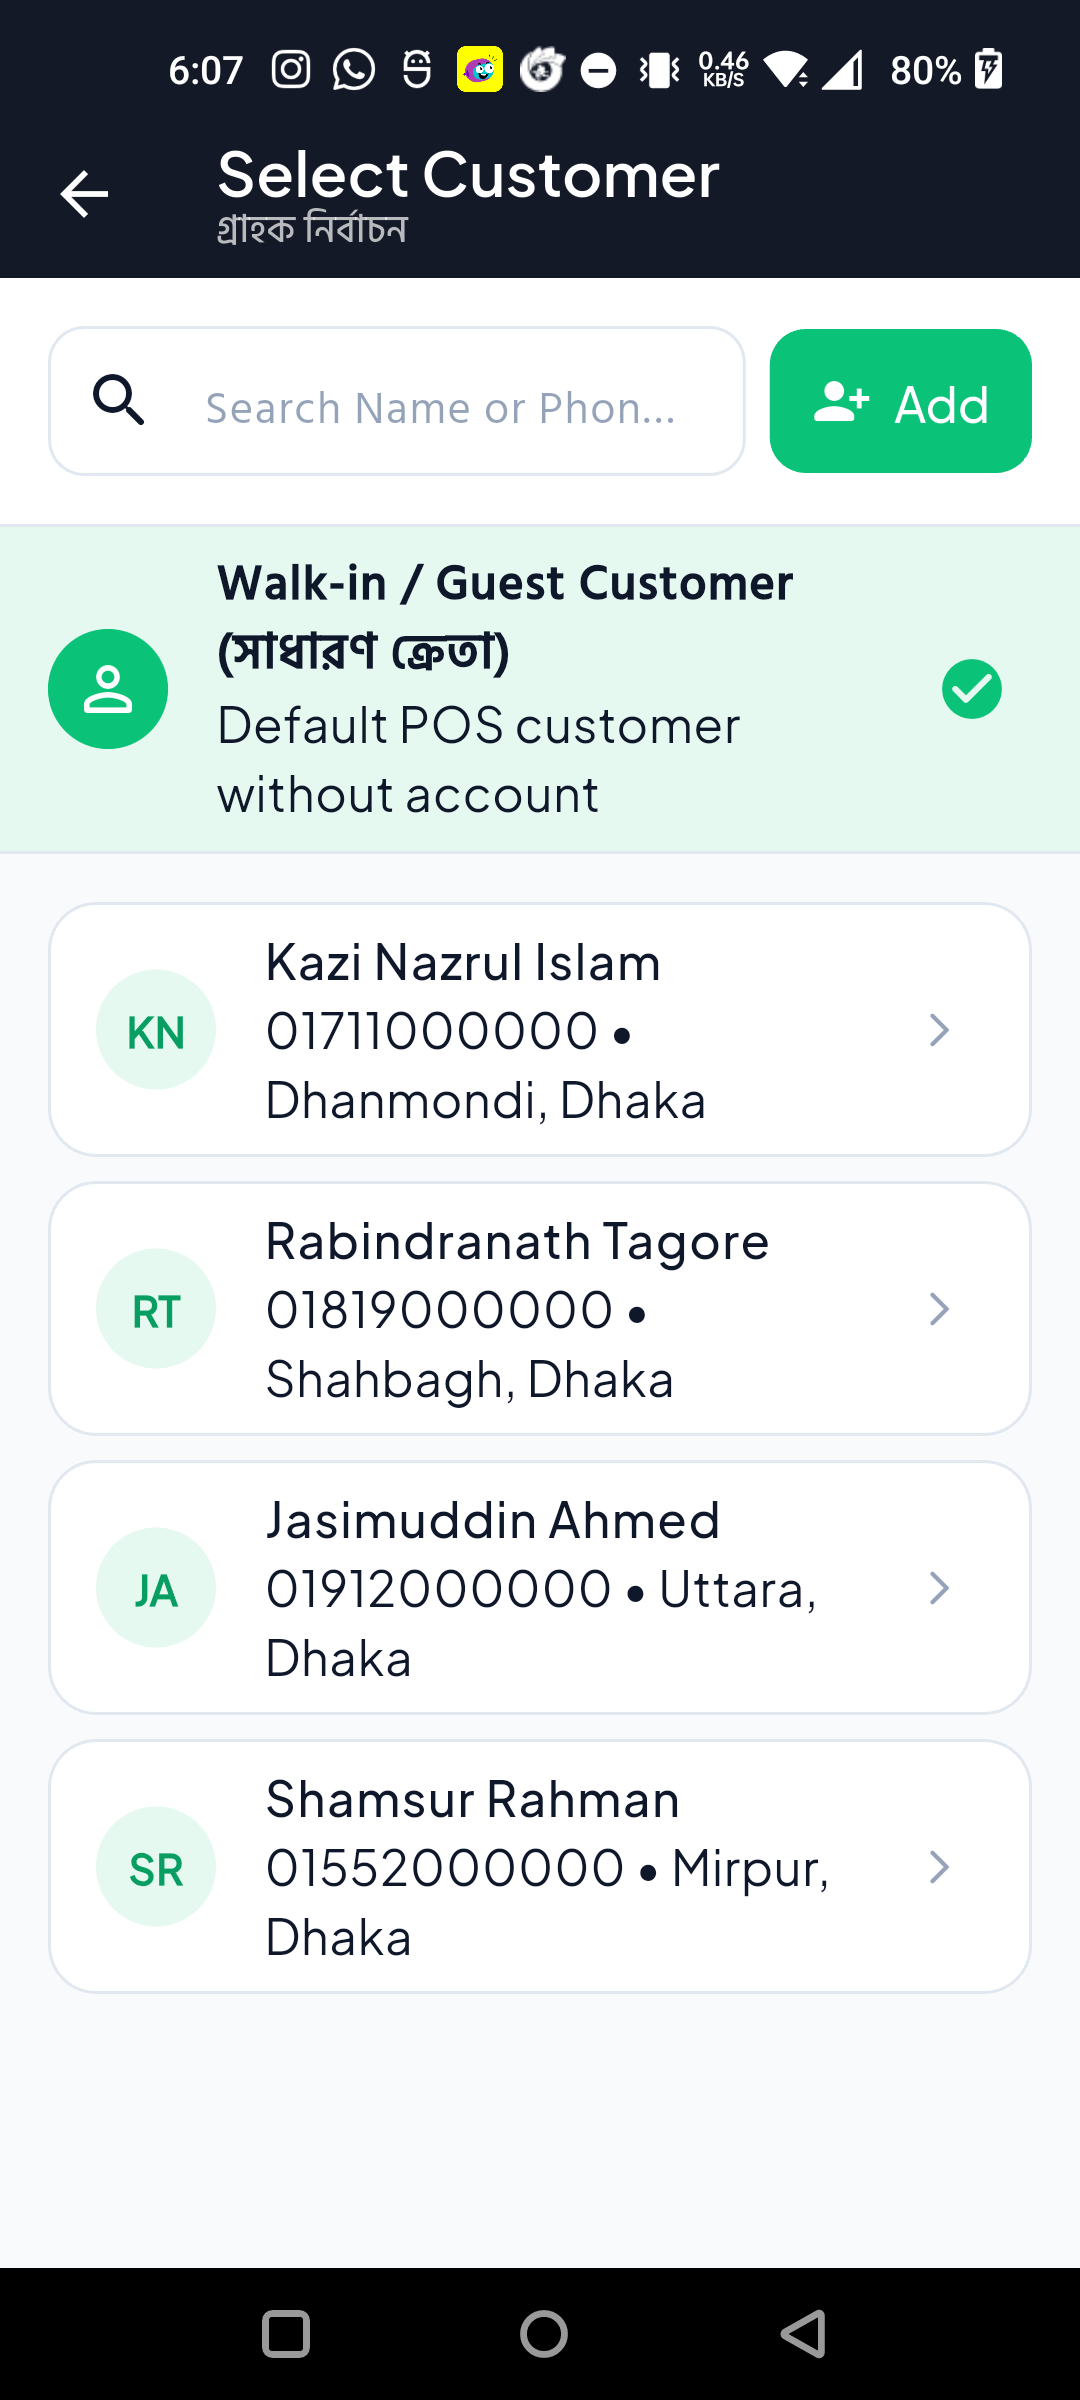 6:07
0.46
KB/S
80%
Select Customer
গ্রাহক নির্বাচন
Search Name or Phon...
Add
Walk-in / Guest Customer
(সাধারণ ক্রেতা)
Default POS customer
without account
KN
Kazi Nazrul Islam
01711000000 •
Dhanmondi, Dhaka
RT
Rabindranath Tagore
01819000000 •
Shahbagh, Dhaka
JA
Jasimuddin Ahmed
01912000000 • Uttara,
Dhaka
SR
Shamsur Rahman
01552000000 • Mirpur,
Dhaka